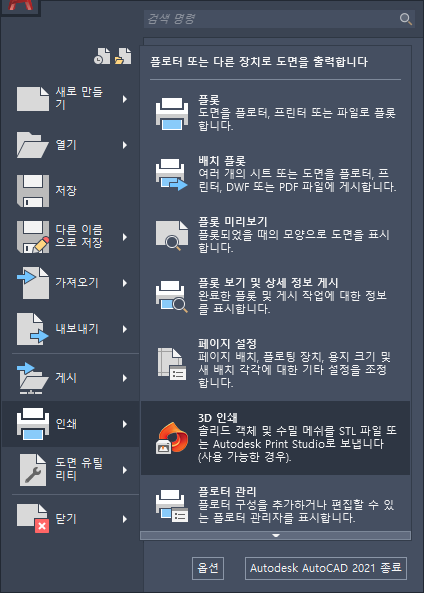 검색 명령
플로터 또는 다른 장치로 도면을 출력합니다
새로 만들
기
열기
저장
다른 이름
으로 저장
가져오기
내보내기
게시
인쇄
도면 유틸
리티
닫기
플롯
도면을 플로터, 프린터 또는 파일로 플롯
합니다.
배치 플롯
여러 개의 시트 또는 도면을 플로터, 프
린터, DWF 또는 PDF 파일에 게시합니다.
플롯 미리보기
플롯되었을 때의 모양으로 도면을 표시
합니다.
플롯 보기 및 상세 정보 게시
완료한 플롯 및 게시 작업에 대한 정보
를 표시합니다.
페이지 설정
페이지 배치, 플로팅 장치, 용지 크기 및
새 배치 각각에 대한 기타 설정을 조정
합니다.
3D 인쇄
솔리드 객체 및 수밀 메쉬를 STL 파일 또
는 Autodesk Print Studio로 보냅니다
(사용 가능한 경우).
플로터 관리
플로터 구성을 추가하거나 편집할 수 있
는 플로터 관리자를 표시합니다.
옵션
Autodesk AutoCAD 2021 종료